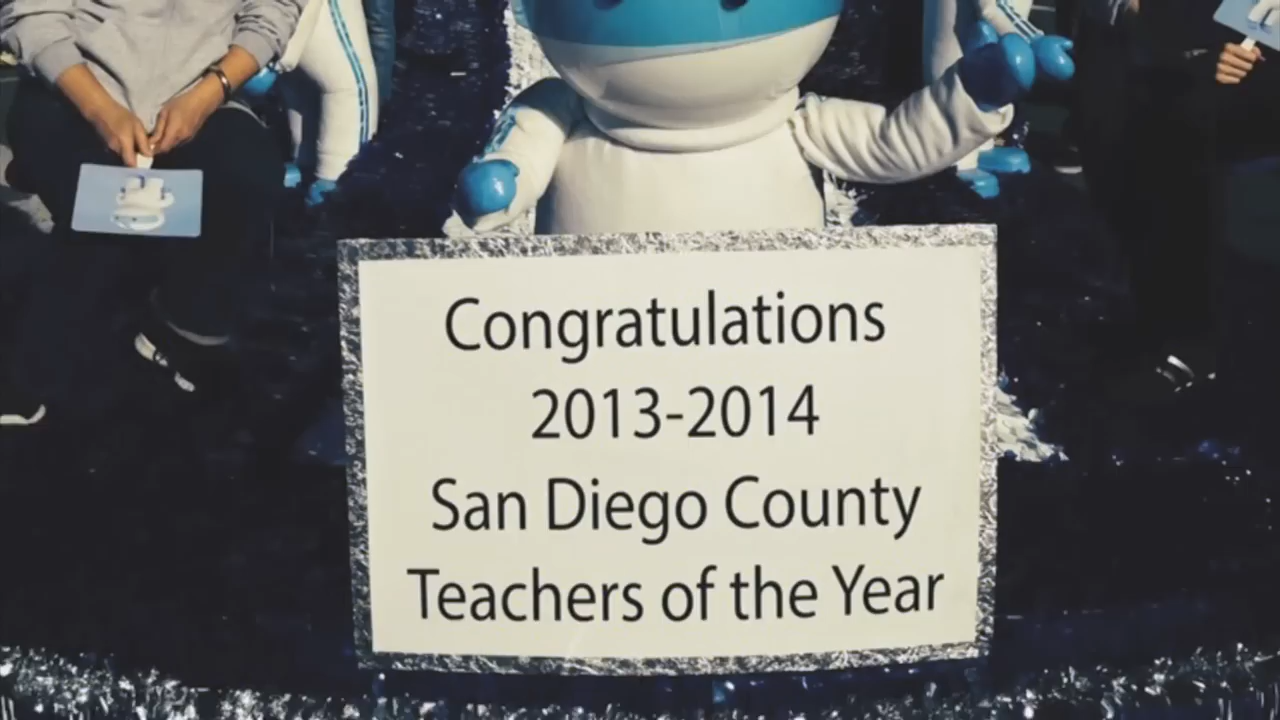 Congratulations
2013-2014
San Diego County
Teachers of the Year